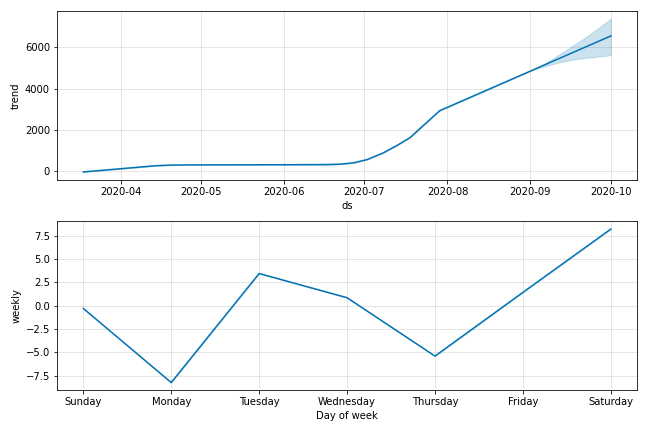 6000
4000
2000
0
trend
2020-04 2020-05 2020-06 2020-07 2020-08 2020-09 2020-10
ds
7.5
5.0
2.5
0.0
−2.5
−5.0
−7.5
weekly
Sunday Monday Tuesday Wednesday Thursday Friday Saturday
Day of week